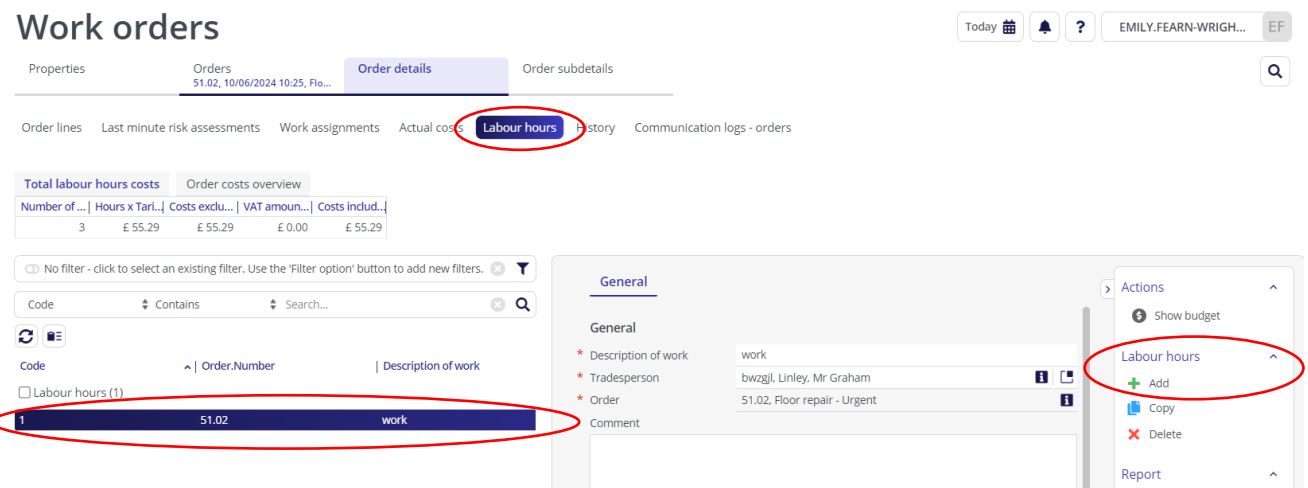 Work orders
Today
?
EMILY.FEARN-WRIGH...
EF
Properties
Orders
51.02, 10/06/2024 10:25, Flo...
Order details
Order subdetails
Order lines Last minute risk assessments Work assignments Actual costs Labour hours History Communication logs - orders
Total labour hours costs Order costs overview
Number of ...| Hours x Tari...| Costs exclu... | VAT amoun...| Costs includ...|
3 £ 55.29 £ 55.29 £ 0.00 £ 55.29
No filter - click to select an existing filter. Use the 'Filter option' button to add new filters.
Code Contains Search...
Code | Order.Number | Description of work
Labour hours (1)
1 51.02 work
General
General
* Description of work work
* Tradesperson bwzgjl, Linley, Mr Graham
* Order 51.02, Floor repair - Urgent
Comment
Actions
Show budget
Labour hours
Add
Copy
Delete
Report